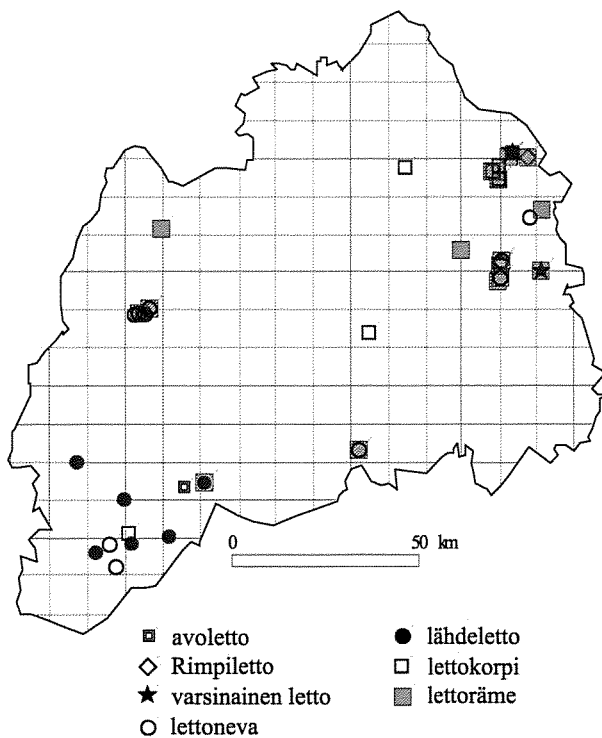 0 50 km
avoletto
Rimpiletto
varsinainen letto
lettoneva
lähdeletto
lettokorpi
lettoräme